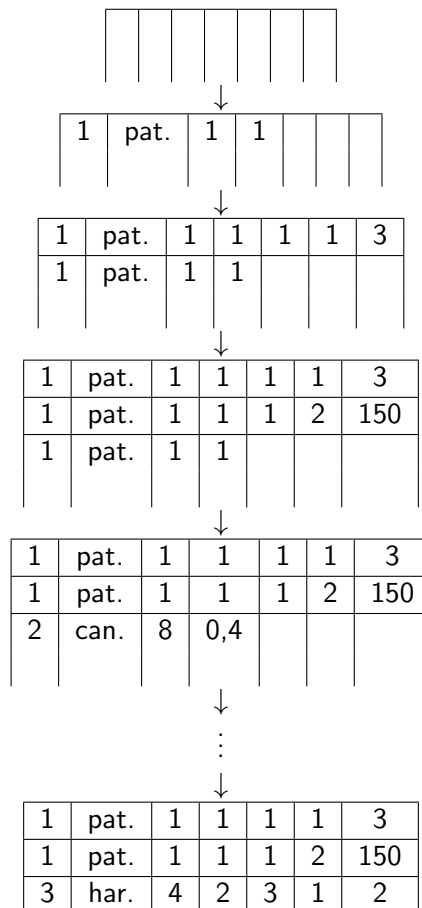 ↓
1 pat. 1 1
↓
1 pat. 1 1 1 1 3
1 pat. 1 1
↓
1 pat. 1 1 1 1 3
1 pat. 1 1 1 2 150
1 pat. 1 1
↓
1 pat. 1 1 1 1 3
1 pat. 1 1 1 2 150
2 can. 8 0,4
↓
⋮
↓
1 pat. 1 1 1 1 3
1 pat. 1 1 1 2 150
3 har. 4 2 3 1 2